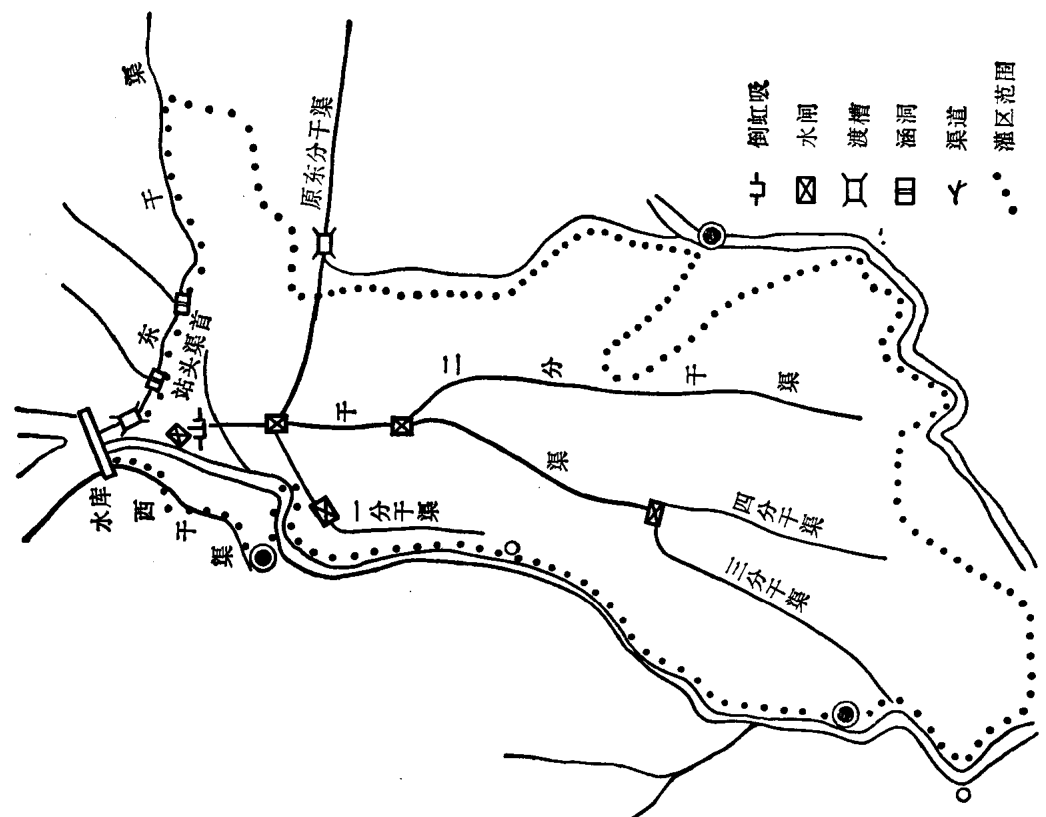 水库
西干渠
东干渠
站头渠首
原东分干渠
干渠
一分干渠
二分干渠
三分干渠
四分干渠
倒虹吸
水闸
渡槽
涵洞
渠道
灌区范围